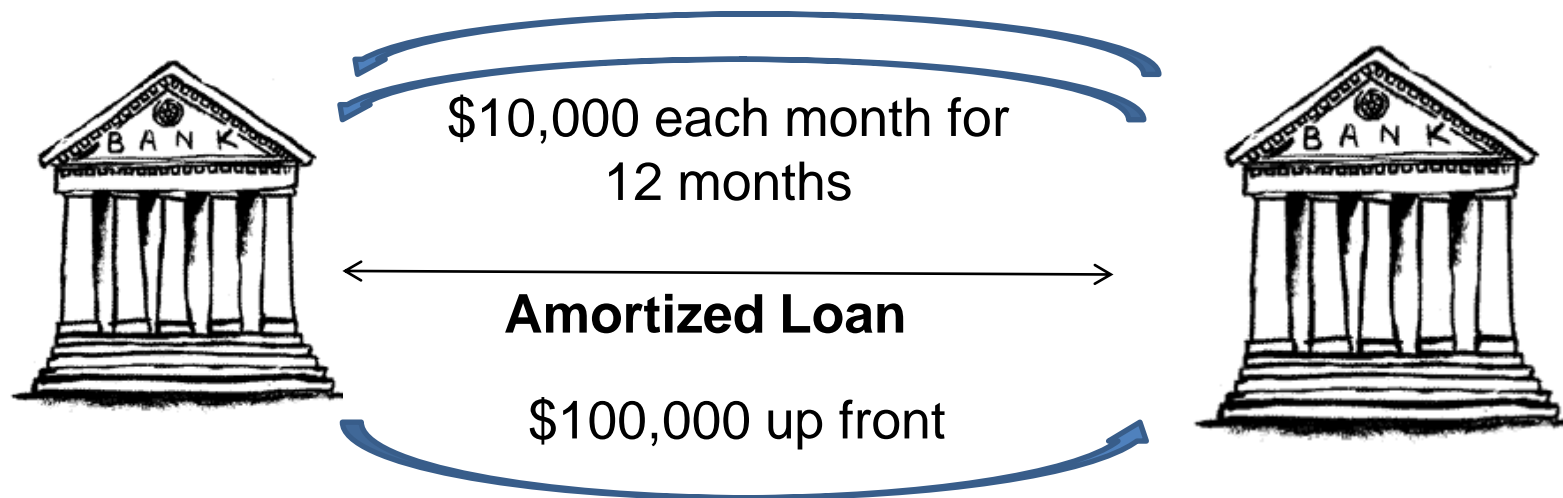 BANK
BANK
$10,000 each month for
12 months
Amortized Loan
$100,000 up front